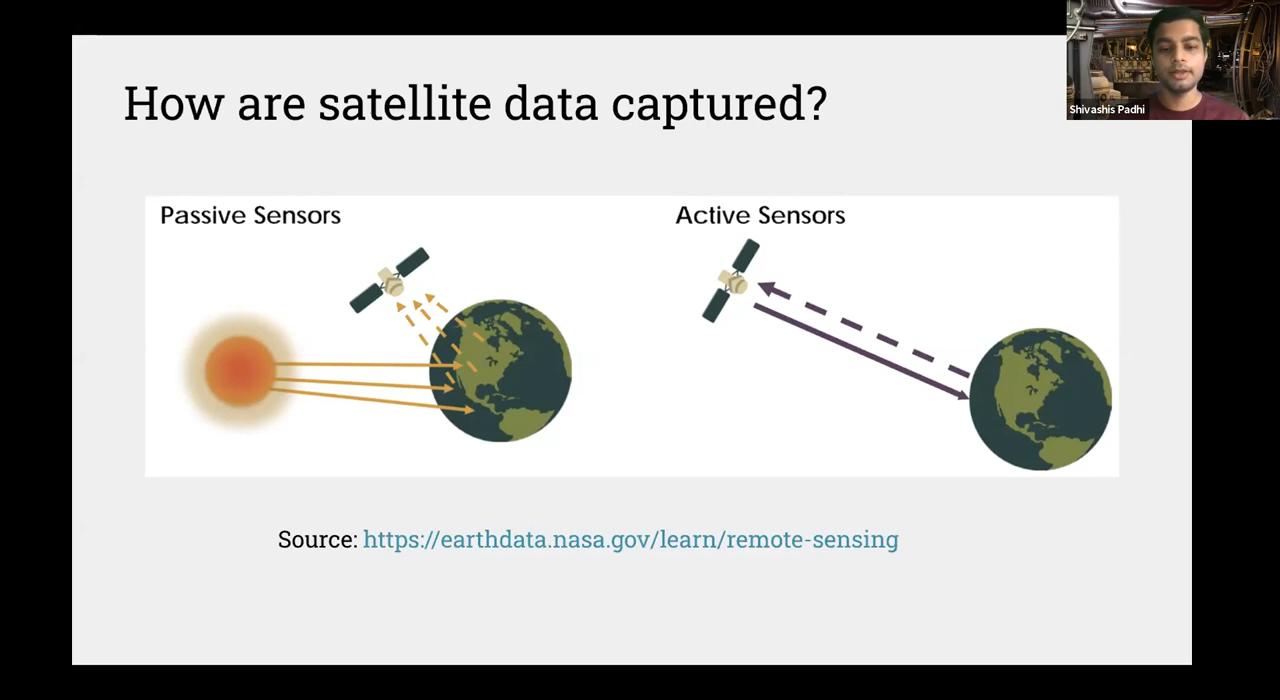 How are satellite data captured?
Shivashis Padhi
Passive Sensors
Active Sensors
Source: https://earthdata.nasa.gov/learn/remote-sensing